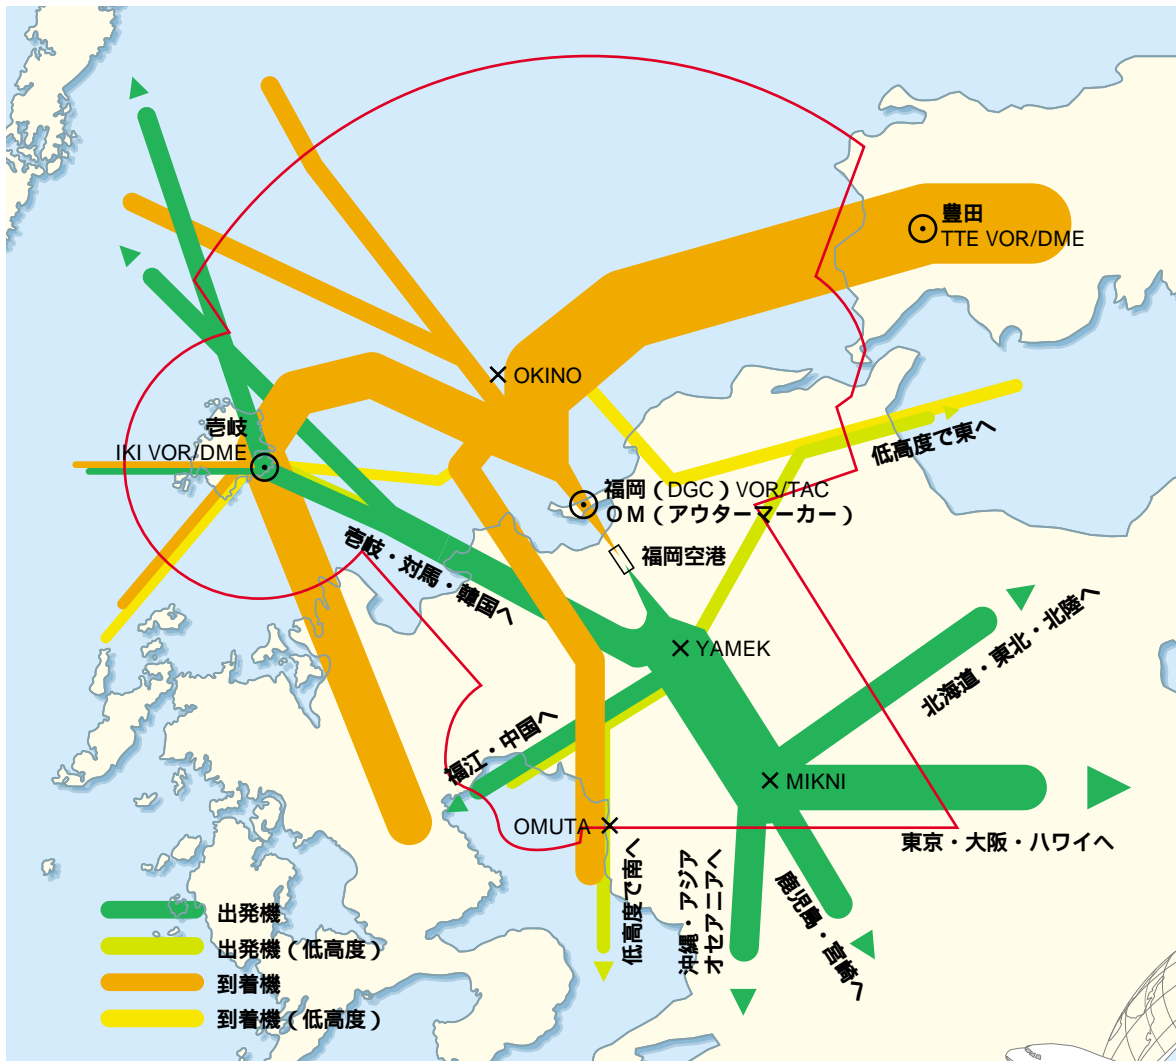 豊田
TTE VOR/DME
OKINO
壱岐
IKI VOR/DME
低高度で東へ
福岡(DGC)VOR/TAC
OM(アウターマーカー)
福岡空港
壱岐・対馬・韓国へ
YAMEK
北海道・東北・北陸へ
福江・中国へ
MIKNI
OMUTA
東京・大阪・ハワイへ
低高度で南へ
沖縄・アジア
オセアニアへ
鹿児島・宮崎へ
出発機
出発機(低高度)
到着機
到着機(低高度)